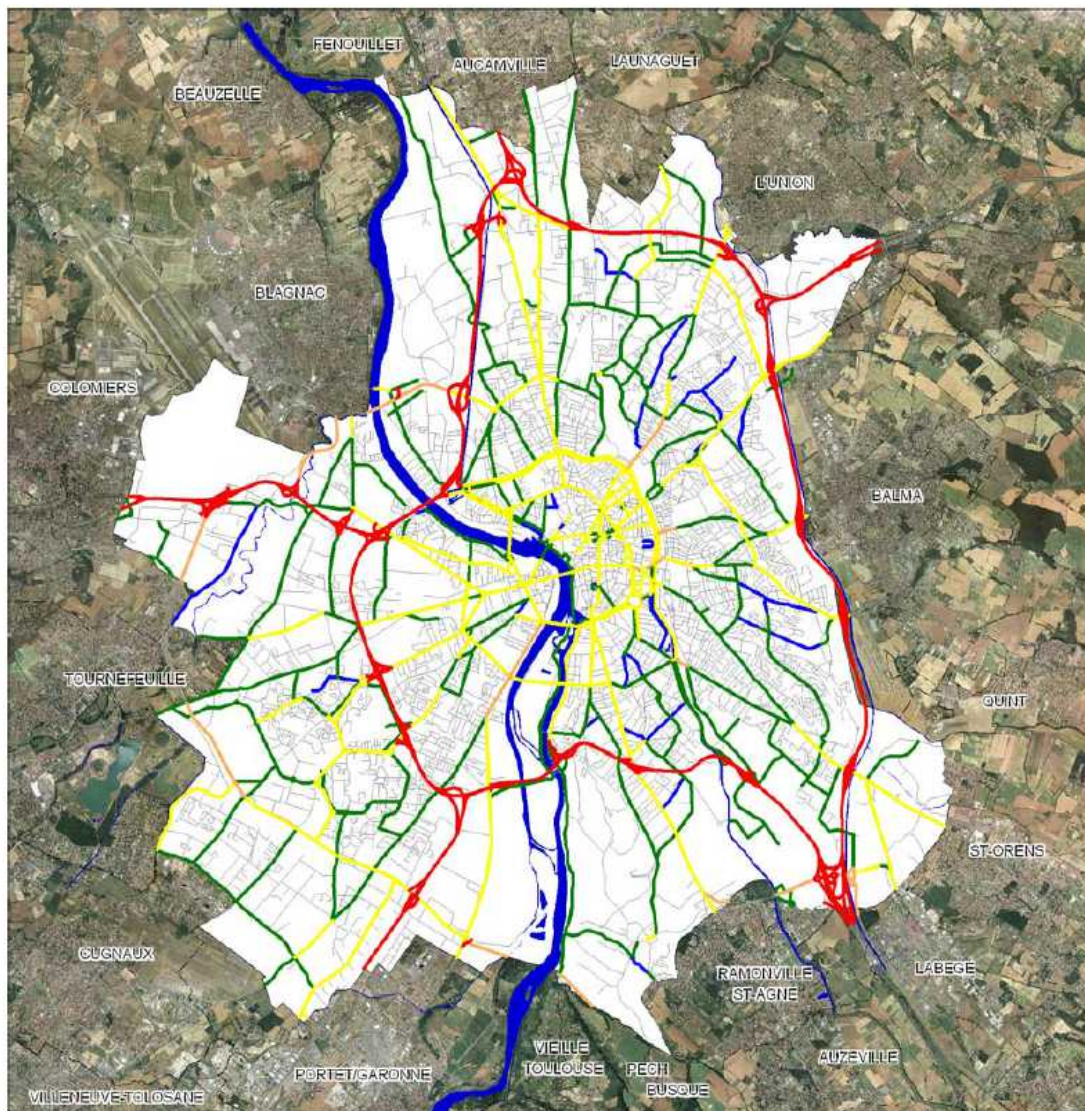 FENOUILLET
AUCAMVILLE
LAUNAGUET
BEAUZELLE
L'UNION
BLAGNAC
COLOMIERS
BALMA
TOURNEFEUILLE
QUINT
ST-ORENS
CUGNAUX
RAMONVILLE
ST-AGNE
LABEGE
VIEILLE
TOULOUSE
AUZEVILLE
PORTET/GARONNE
PECH
BUSQUE
VILLENEUVE-TOLOSANE